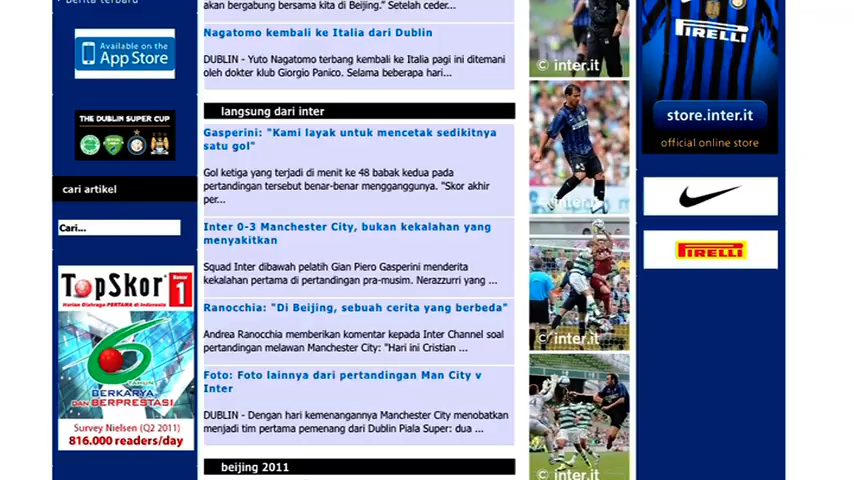 Berita terbaru
Available on the
App Store
THE DUBLIN SUPER CUP
cari artikel
Cari...
TopSkor
Nomor
1
Harian Olahraga PERTAMA di Indonesia
6
TAHUN
BERKARYA
DAN BERPRESTASI
Survey Nielsen (Q2 2011)
816.000 readers/day
akan bergabung bersama kita di Beijing." Setelah ceder...
Nagatomo kembali ke Italia dari Dublin
DUBLIN - Yuto Nagatomo terbang kembali ke Italia pagi ini ditemani
oleh dokter klub Giorgio Panico. Selama beberapa hari...
langsung dari inter
Gasperini: "Kami layak untuk mencetak sedikitnya
satu gol"
Gol ketiga yang terjadi di menit ke 48 babak kedua pada
pertandingan tersebut benar-benar mengganggunya. "Skor akhir
per...
Inter 0-3 Manchester City, bukan kekalahan yang
menyakitkan
Squad Inter dibawah pelatih Gian Piero Gasperini menderita
kekalahan pertama di pertandingan pra-musim. Nerazzurri yang ...
Ranocchia: "Di Beijing, sebuah cerita yang berbeda"
Andrea Ranocchia memberikan komentar kepada Inter Channel soal
pertandingan melawan Manchester City: "Hari ini Cristian ...
Foto: Foto lainnya dari pertandingan Man City v
Inter
DUBLIN - Dengan hari kemenangannya Manchester City menobatkan
menjadi tim pertama pemenang dari Dublin Piala Super: dua ...
beijing 2011
© inter.it
© inter.it
© inter.it
© inter.it
PIRELLI
store.inter.it
official online store
PIRELLI